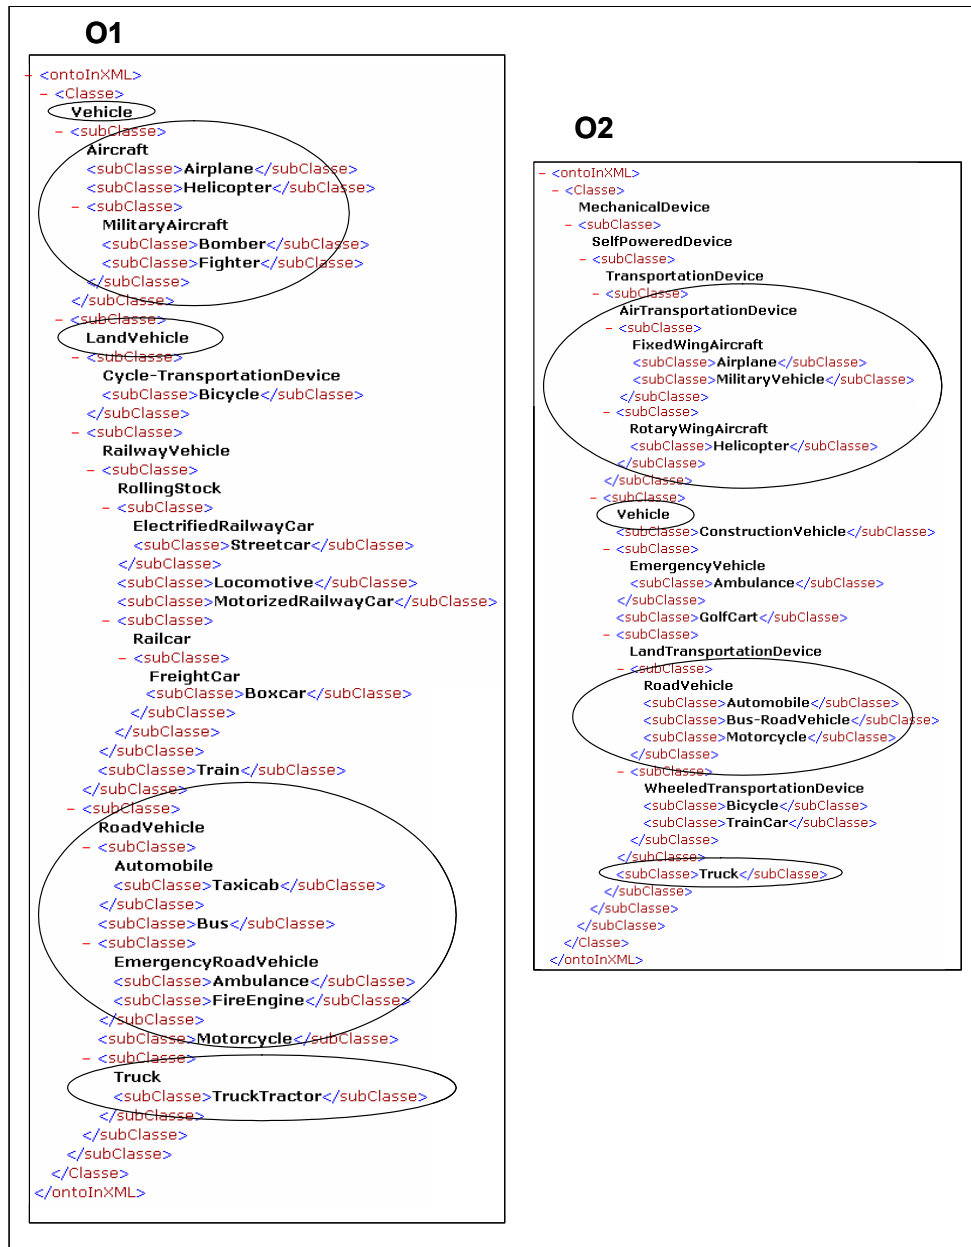 O1
- <ontoInXML>
- <Classe>
Vehicle
- <subClasse>
Aircraft
<subClasse>Airplane</subClasse>
<subClasse>Helicopter</subClasse>
- <subClasse>
MilitaryAircraft
<subClasse>Bomber</subClasse>
<subClasse>Fighter</subClasse>
</subClasse>
</subClasse>
- <subClasse>
LandVehicle
- <subClasse>
Cycle-TransportationDevice
<subClasse>Bicycle</subClasse>
</subClasse>
- <subClasse>
RailwayVehicle
- <subClasse>
RollingStock
- <subClasse>
ElectrifiedRailwayCar
<subClasse>Streetcar</subClasse>
</subClasse>
<subClasse>Locomotive</subClasse>
<subClasse>MotorizedRailwayCar</subClasse>
- <subClasse>
Railcar
- <subClasse>
FreightCar
<subClasse>Boxcar</subClasse>
</subClasse>
</subClasse>
</subClasse>
<subClasse>Train</subClasse>
</subClasse>
- <subClasse>
RoadVehicle
- <subClasse>
Automobile
<subClasse>Taxicab</subClasse>
</subClasse>
<subClasse>Bus</subClasse>
- <subClasse>
EmergencyRoadVehicle
<subClasse>Ambulance</subClasse>
<subClasse>FireEngine</subClasse>
</subClasse>
<subClasse>Motorcycle</subClasse>
- <subClasse>
Truck
<subClasse>TruckTractor</subClasse>
</subClasse>
</subClasse>
</subClasse>
</Classe>
</ontoInXML>
O2
- <ontoInXML>
- <Classe>
MechanicalDevice
- <subClasse>
SelfPoweredDevice
- <subClasse>
TransportationDevice
- <subClasse>
AirTransportationDevice
- <subClasse>
FixedWingAircraft
<subClasse>Airplane</subClasse>
<subClasse>MilitaryVehicle</subClasse>
</subClasse>
- <subClasse>
RotaryWingAircraft
<subClasse>Helicopter</subClasse>
</subClasse>
</subClasse>
- <subClasse>
Vehicle
<subClasse>ConstructionVehicle</subClasse>
- <subClasse>
EmergencyVehicle
<subClasse>Ambulance</subClasse>
</subClasse>
<subClasse>GolfCart</subClasse>
- <subClasse>
LandTransportationDevice
- <subClasse>
RoadVehicle
<subClasse>Automobile</subClasse>
<subClasse>Bus-RoadVehicle</subClasse>
<subClasse>Motorcycle</subClasse>
</subClasse>
- <subClasse>
WheeledTransportationDevice
<subClasse>Bicycle</subClasse>
<subClasse>TrainCar</subClasse>
</subClasse>
</subClasse>
<subClasse>Truck</subClasse>
</subClasse>
</subClasse>
</subClasse>
</Classe>
</ontoInXML>